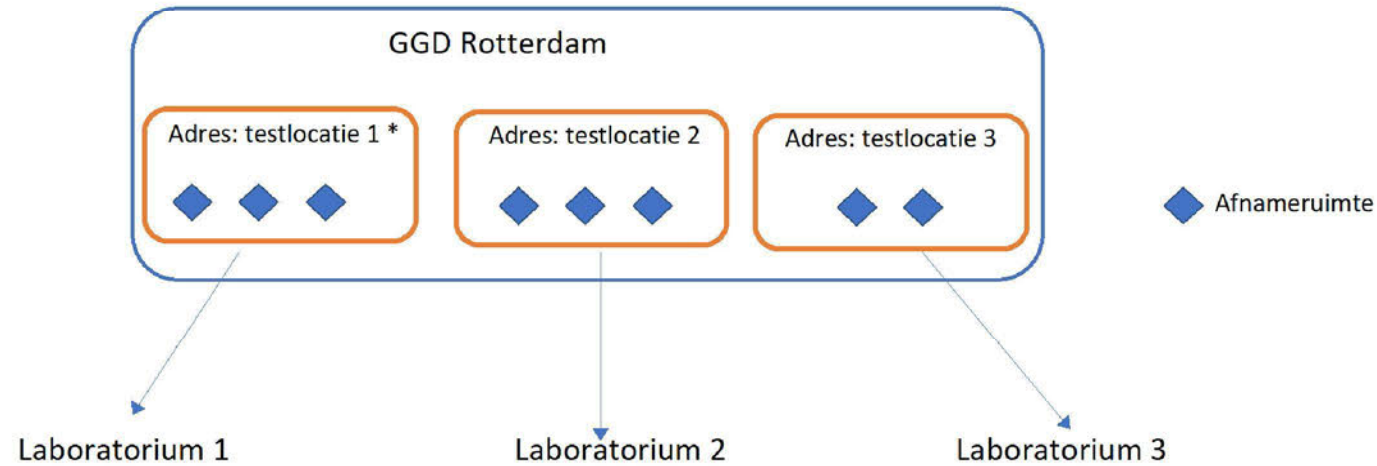 GGD Rotterdam
Adres: testlocatie 1 *
Adres: testlocatie 2
Adres: testlocatie 3
Afnameruimte
Laboratorium 1
Laboratorium 2
Laboratorium 3